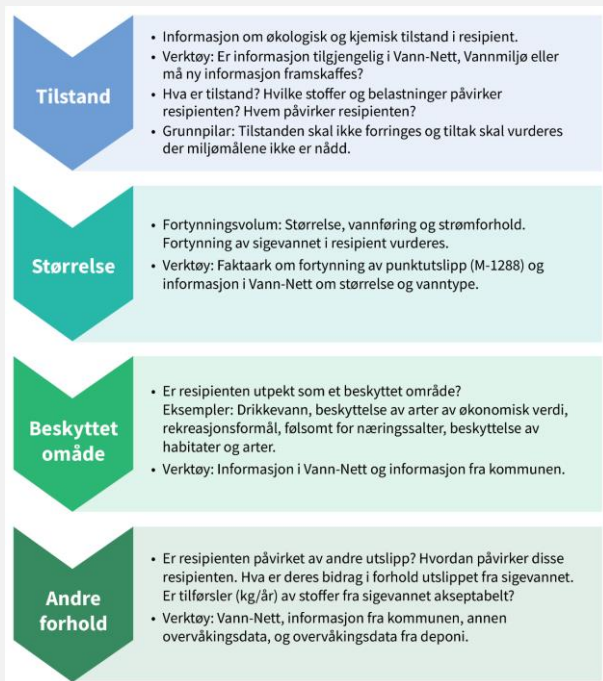 Tilstand
• Informasjon om økologisk og kjemisk tilstand i resipient.
• Verktøy: Er informasjon tilgjengelig i Vann-Nett, Vannmiljø eller
må ny informasjon framskaffes?
• Hva er tilstand? Hvilke stoffer og belastninger påvirker
resipienten? Hvem påvirker resipienten?
• Grunnpilar: Tilstanden skal ikke forringes og tiltak skal vurderes
der miljømålene ikke er nådd.
Størrelse
• Fortynningsvolum: Størrelse, vannføring og strømforhold.
Fortynning av sigevannet i resipient vurderes.
• Verktøy: Faktaark om fortynning av punktutslipp (M-1288) og
informasjon i Vann-Nett om størrelse og vanntype.
Beskyttet
område
• Er resipienten utpekt som et beskyttet område?
Eksempler: Drikkevann, beskyttelse av arter av økonomisk verdi,
rekreasjonsformål, følsomt for næringssalter, beskyttelse av
habitater og arter.
• Verktøy: Informasjon i Vann-Nett og informasjon fra kommunen.
Andre
forhold
• Er resipienten påvirket av andre utslipp? Hvordan påvirker disse
resipienten. Hva er deres bidrag i forhold utslippet fra sigevannet.
Er tilførsler (kg/år) av stoffer fra sigevannet akseptabelt?
• Verktøy: Vann-Nett, informasjon fra kommunen, annen
overvåkingsdata, og overvåkingsdata fra deponi.